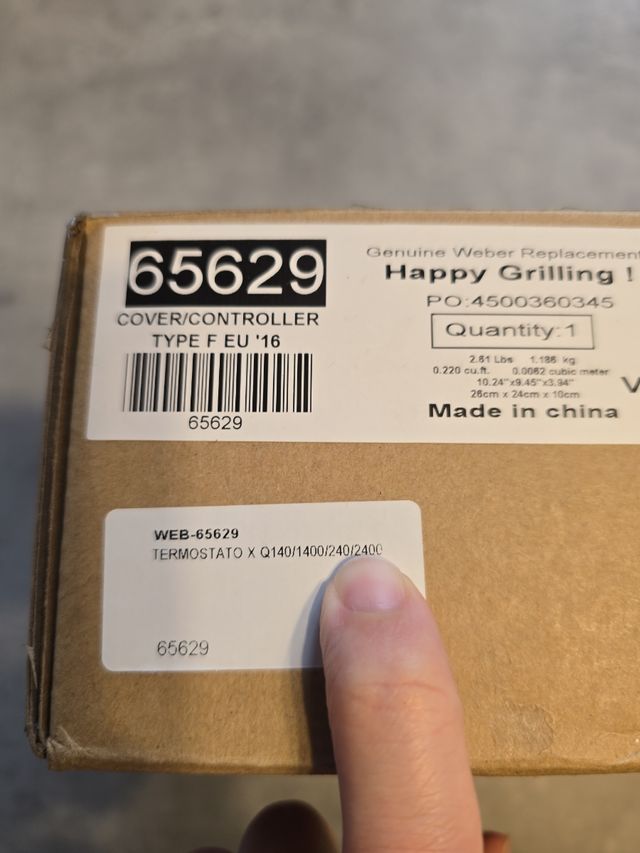 65629
COVER/CONTROLLER
TYPE F EU '16
65629
Genuine Weber Replacement
Happy Grilling !
PO:4500360345
Quantity:1
2.61 Lbs 1.186 kg
0.220 cu.ft. 0.0062 cubic meter
10.24"x9.45"x3.94"
26cm x 24cm x 10cm
Made in china
V
WEB-65629
TERMOSTATO X Q140/1400/240/2400
65629